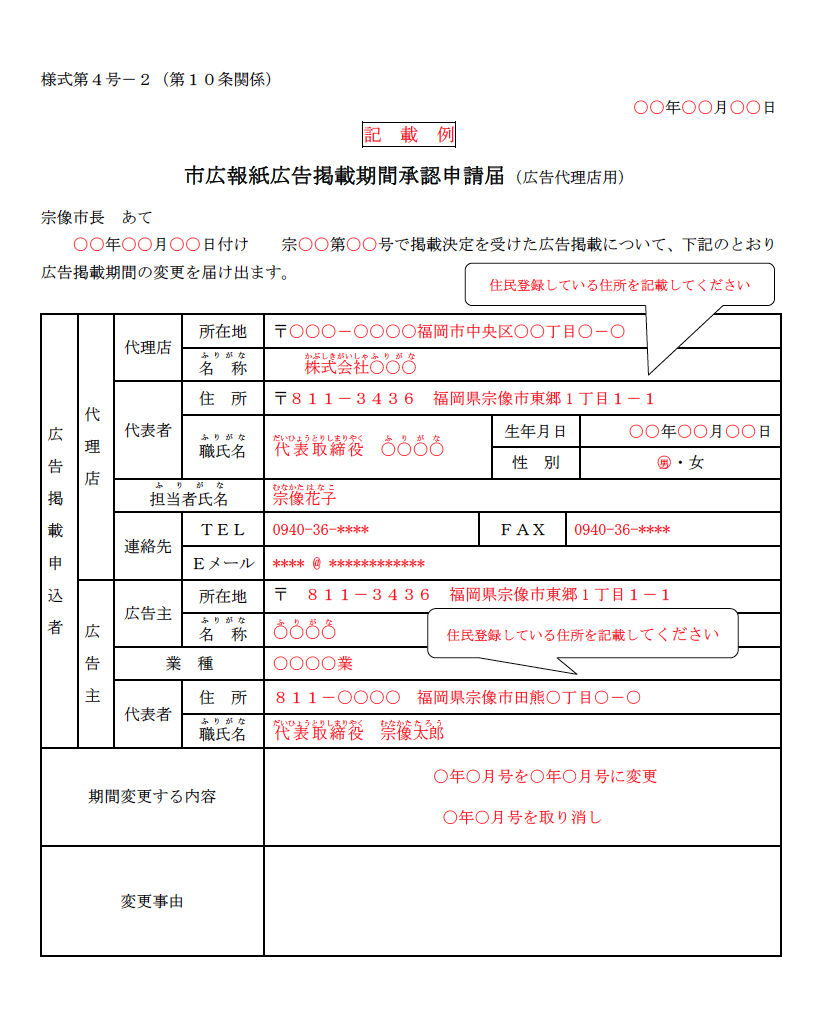 様式第４号－２（第１０条関係）
〇〇年〇〇月〇〇日
記　載　例
市広報紙広告掲載期間承認申請届（広告代理店用）
宗像市長　あて
〇〇年〇〇月〇〇日付け　　宗〇〇第〇〇号で掲載決定を受けた広告掲載について、下記のとおり
広告掲載期間の変更を届け出ます。
住民登録している住所を記載してください
広告掲載申込者
代理店
代理店
所在地
〒〇〇〇－〇〇〇〇福岡市中央区〇〇丁目〇－〇
ふりがな
名　称
かぶしきがいしゃふりがな
株式会社〇〇〇
代表者
住　所
〒８１１－３４３６　福岡県宗像市東郷１丁目１－１
ふりがな
職氏名
だいひょうとりしまりやく　ふりがな
代表取締役　〇〇〇〇
生年月日
〇〇年〇〇月〇〇日
性　別
㊚・女
ふりがな
担当者氏名
むなかたはなこ
宗像花子
連絡先
ＴＥＬ
0940-36-****
ＦＡＸ
0940-36-****
Ｅメール
**** @ ************
広告主
広告主
所在地
〒　８１１－３４３６　福岡県宗像市東郷１丁目１－１
ふりがな
名　称
ふりがな
〇〇〇〇
住民登録している住所を記載してください
業　種
〇〇〇〇業
代表者
住　所
８１１－〇〇〇〇　福岡県宗像市田熊〇丁目〇－〇
ふりがな
職氏名
だいひょうとりしまりやく　むなかたたろう
代表取締役　宗像太郎
期間変更する内容
〇年〇月号を〇年〇月号に変更
〇年〇月号を取り消し
変更事由